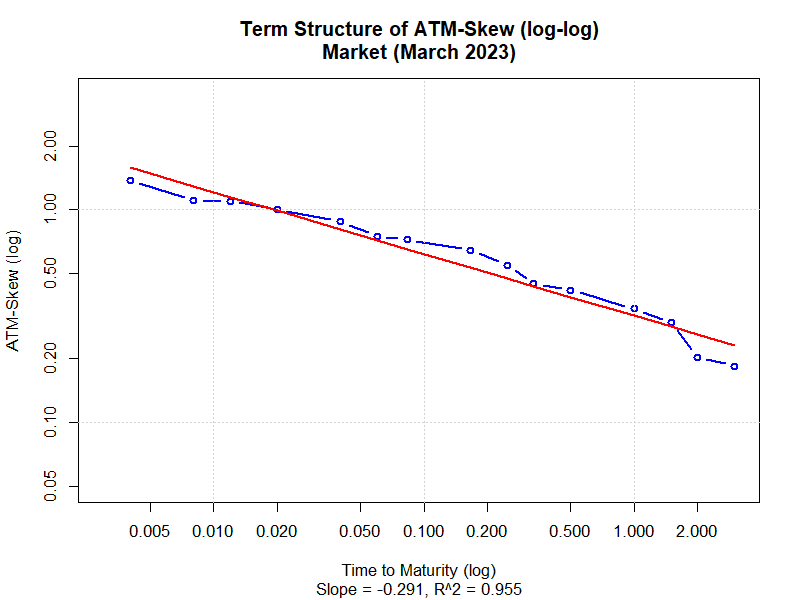 Term Structure of ATM-Skew (log-log)
Market (March 2023)
ATM-Skew (log)
2.00
1.00
0.50
0.20
0.10
0.05
0.005 0.010 0.020 0.050 0.100 0.200 0.500 1.000 2.000
Time to Maturity (log)
Slope = -0.291, R^2 = 0.955